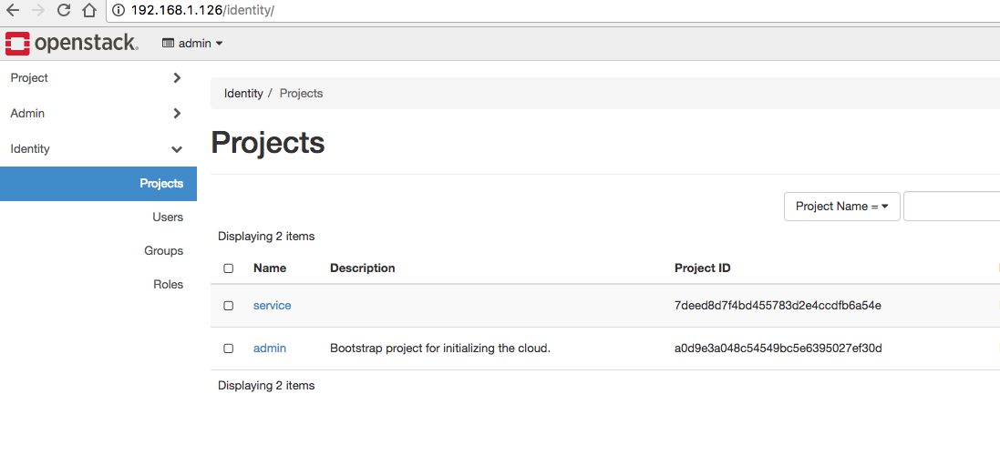 192.168.1.126/identity/
openstack. admin
Project
Admin
Identity
Projects
Users
Groups
Roles
Identity / Projects
Projects
Project Name =
Displaying 2 items
Name Description Project ID
service 7deed8d7f4bd455783d2e4ccdfb6a54e
admin Bootstrap project for initializing the cloud. a0d9e3a048c54549bc5e6395027ef30d
Displaying 2 items